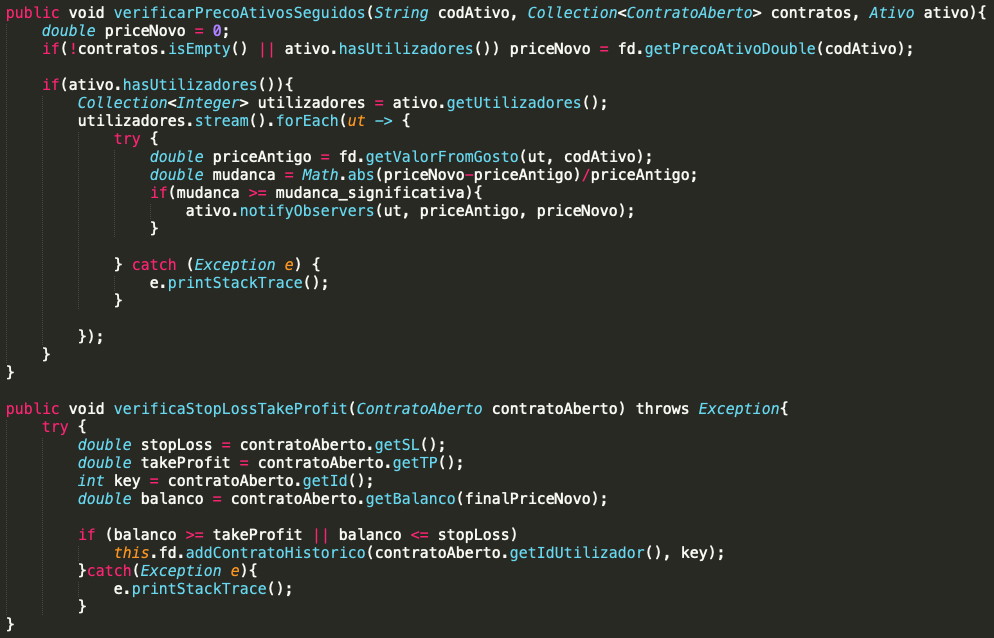 public void verificarPrecoAtivosSeguidos(String codAtivo, Collection<ContratoAberto> contratos, Ativo ativo){
    double priceNovo = 0;
    if(!contratos.isEmpty() || ativo.hasUtilizadores()) priceNovo = fd.getPrecoAtivoDouble(codAtivo);

    if(ativo.hasUtilizadores()){
        Collection<Integer> utilizadores = ativo.getUtilizadores();
        utilizadores.stream().forEach(ut -> {
            try {
                double priceAntigo = fd.getValorFromGosto(ut, codAtivo);
                double mudanca = Math.abs(priceNovo-priceAntigo)/priceAntigo;
                if(mudanca >= mudanca_significativa){
                    ativo.notifyObservers(ut, priceAntigo, priceNovo);
                }

            } catch (Exception e) {
                e.printStackTrace();
            }

        });
    }
}

public void verificaStopLossTakeProfit(ContratoAberto contratoAberto) throws Exception{
    try {
        double stopLoss = contratoAberto.getSL();
        double takeProfit = contratoAberto.getTP();
        int key = contratoAberto.getId();
        double balanco = contratoAberto.getBalanco(finalPriceNovo);

        if (balanco >= takeProfit || balanco <= stopLoss)
            this.fd.addContratoHistorico(contratoAberto.getIdUtilizador(), key);
        }catch(Exception e){
            e.printStackTrace();
        }
}